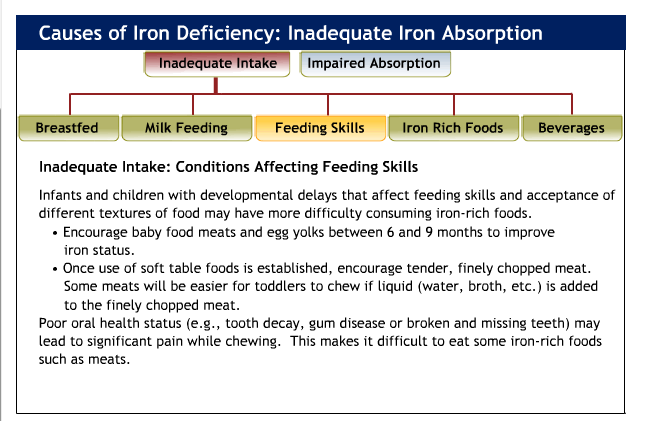 Causes of Iron Deficiency: Inadequate Iron Absorption
Inadequate Intake
Impaired Absorption
Breastfed
Milk Feeding
Feeding Skills
Iron Rich Foods
Beverages
Inadequate Intake: Conditions Affecting Feeding Skills
Infants and children with developmental delays that affect feeding skills and acceptance of
different textures of food may have more difficulty consuming iron-rich foods.
• Encourage baby food meats and egg yolks between 6 and 9 months to improve
iron status.
• Once use of soft table foods is established, encourage tender, finely chopped meat.
Some meats will be easier for toddlers to chew if liquid (water, broth, etc.) is added
to the finely chopped meat.
Poor oral health status (e.g., tooth decay, gum disease or broken and missing teeth) may
lead to significant pain while chewing.  This makes it difficult to eat some iron-rich foods
such as meats.